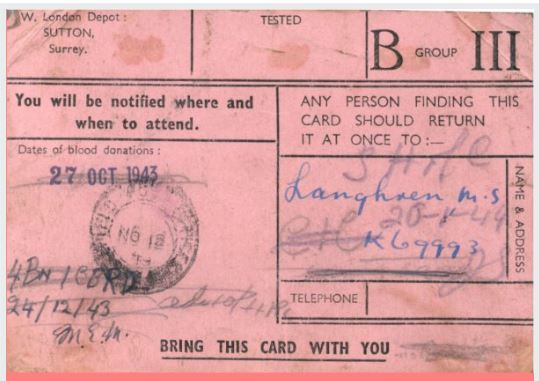 W. London Depot :
SUTTON,
Surrey.
TESTED
B GROUP III
You will be notified where and
when to attend.
Dates of blood donations :
27 OCT 1943
4BN
24/12/43
ANY PERSON FINDING THIS
CARD SHOULD RETURN
IT AT ONCE TO :—
Langhren M.S
K69993
NAME & ADDRESS
TELEPHONE
BRING THIS CARD WITH YOU